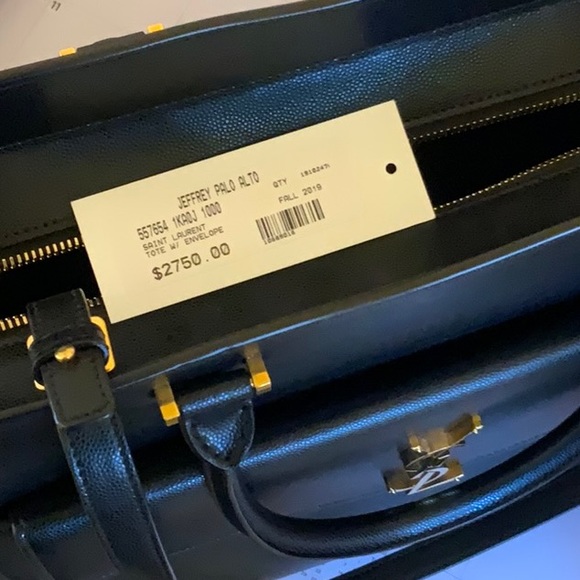 JEFFREY PALO ALTO
557654 1KA0J 1000
SAINT LAURENT
TOTE W/ ENVELOPE
$2750.00
QTY
FALL 2019